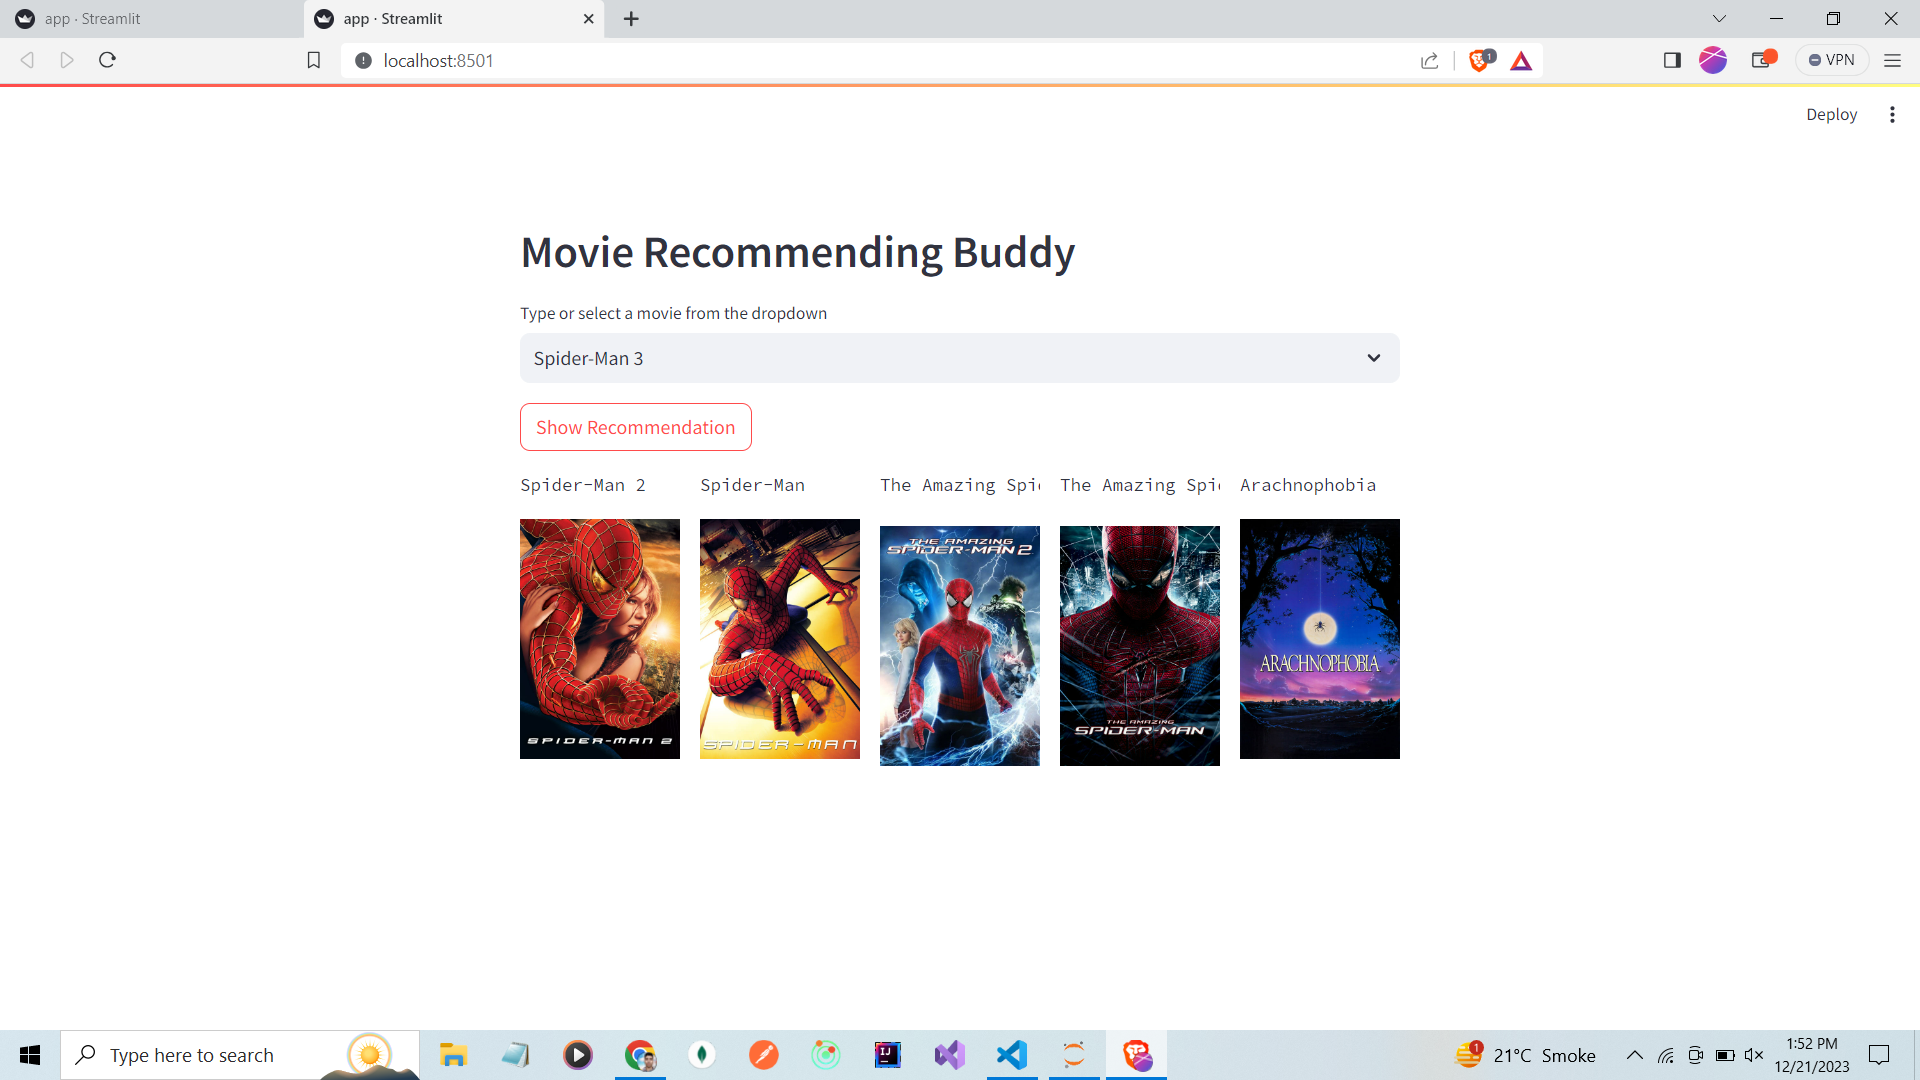 app · Streamlit
app · Streamlit
localhost:8501
1
VPN
Deploy
Movie Recommending Buddy
Type or select a movie from the dropdown
Spider-Man 3
Show Recommendation
Spider-Man 2
Spider-Man
The Amazing Spi
The Amazing Spi
Arachnophobia
SPIDER-MAN 2
SPIDER-MAN
THE AMAZING
SPIDER-MAN 2
THE AMAZING
SPIDER-MAN
ARACHNOPHOBIA
Type here to search
IJ
1
21°C Smoke
1:52 PM
12/21/2023